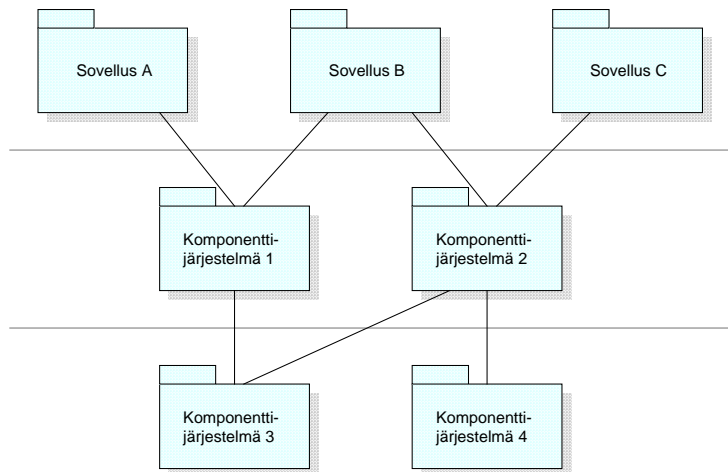 Sovellus A
Sovellus B
Sovellus C
Komponentti-
järjestelmä 1
Komponentti-
järjestelmä 2
Komponentti-
järjestelmä 3
Komponentti-
järjestelmä 4